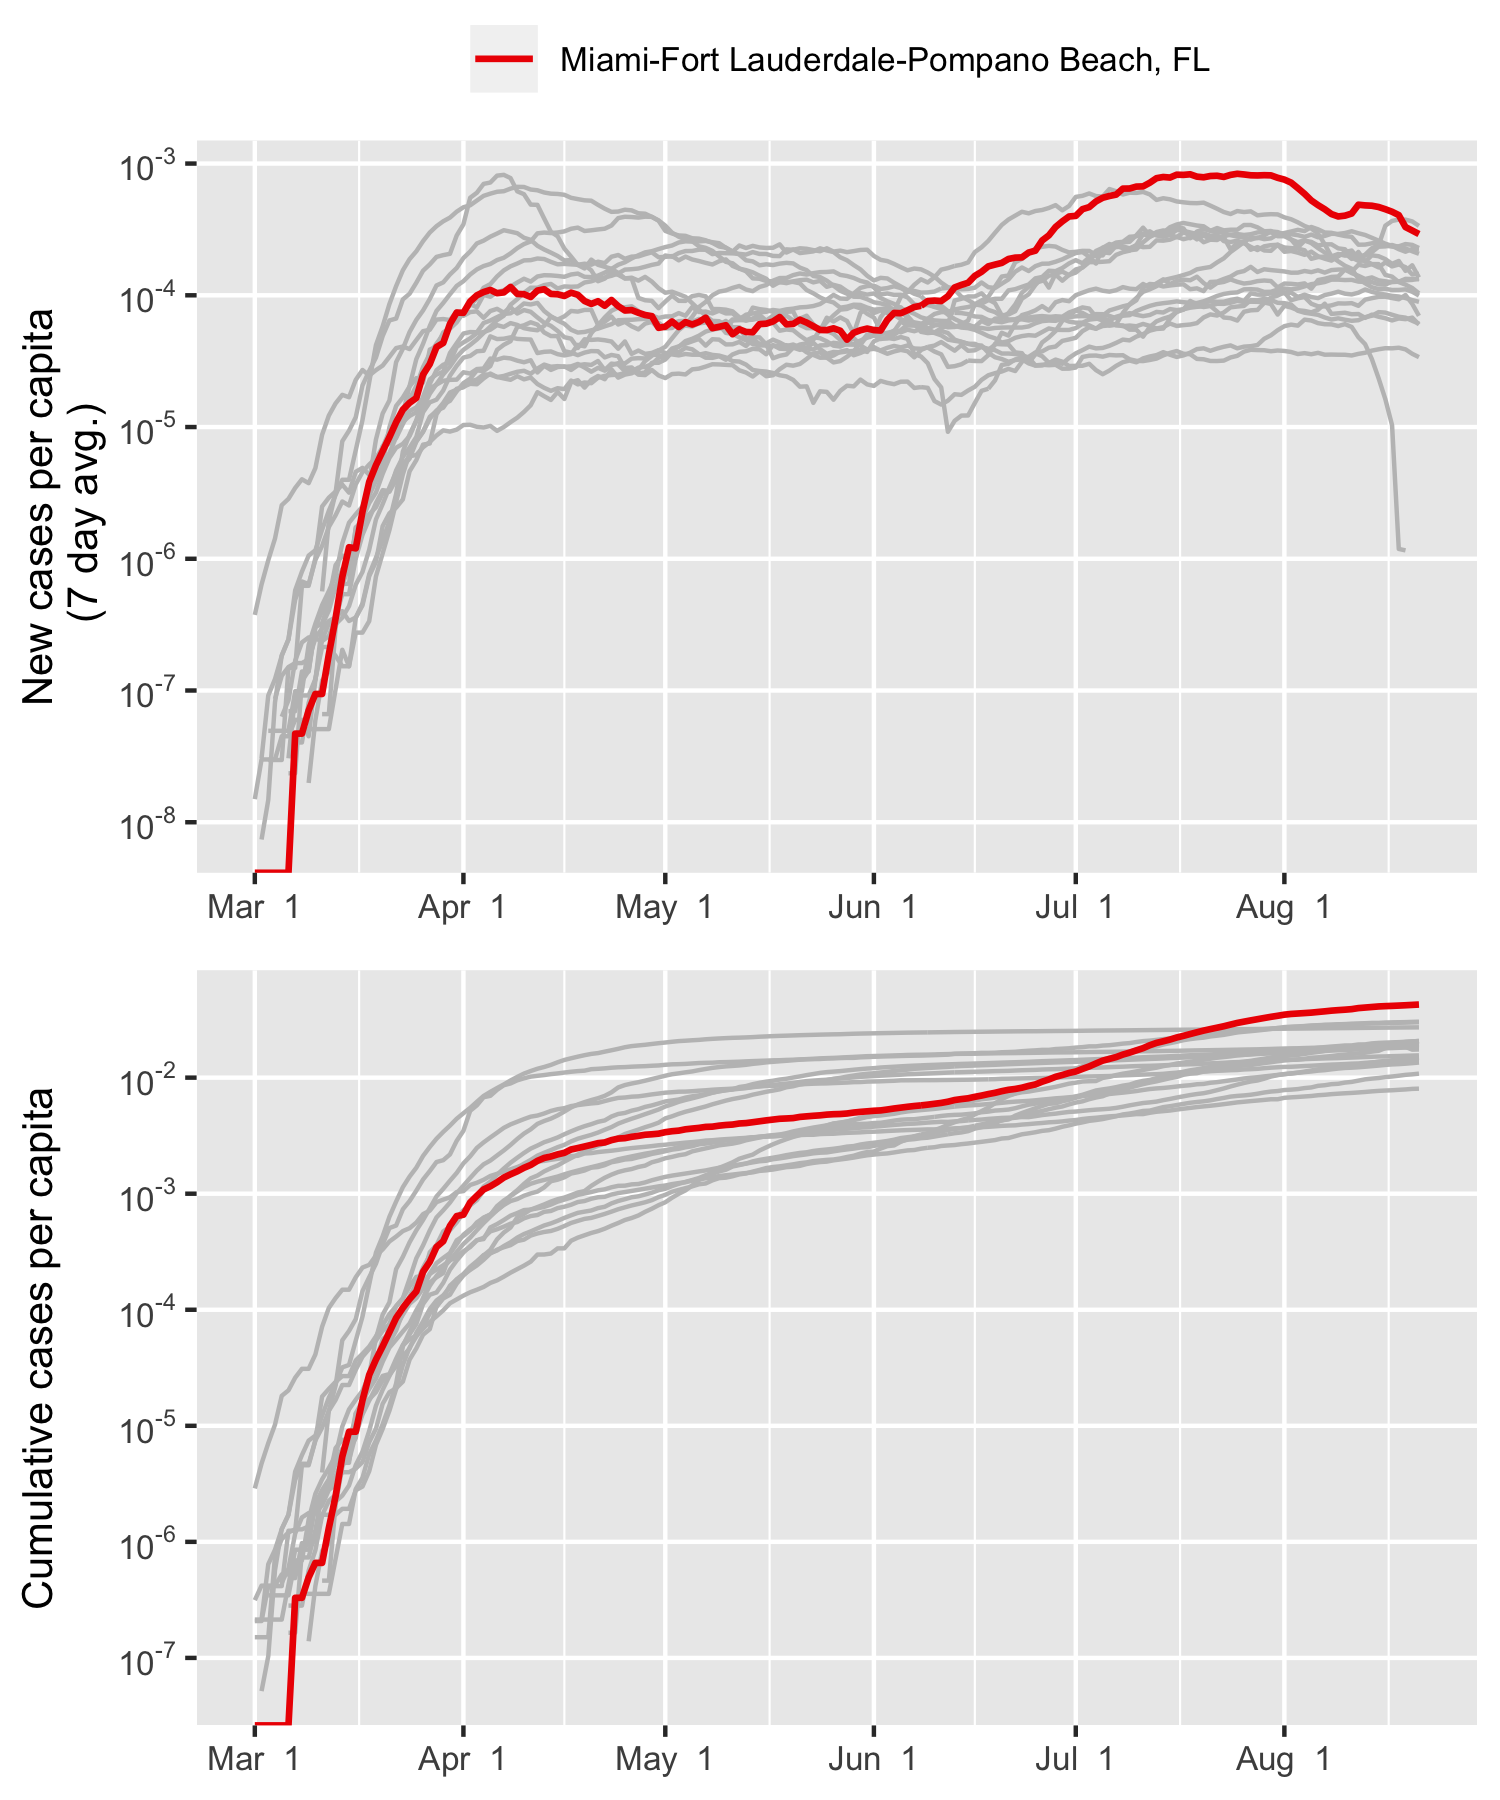 Miami-Fort Lauderdale-Pompano Beach, FL
New cases per capita
(7 day avg.)
10-3
10-4
10-5
10-6
10-7
10-8
Mar 1 Apr 1 May 1 Jun 1 Jul 1 Aug 1
Cumulative cases per capita
10-2
10-3
10-4
10-5
10-6
10-7
Mar 1 Apr 1 May 1 Jun 1 Jul 1 Aug 1